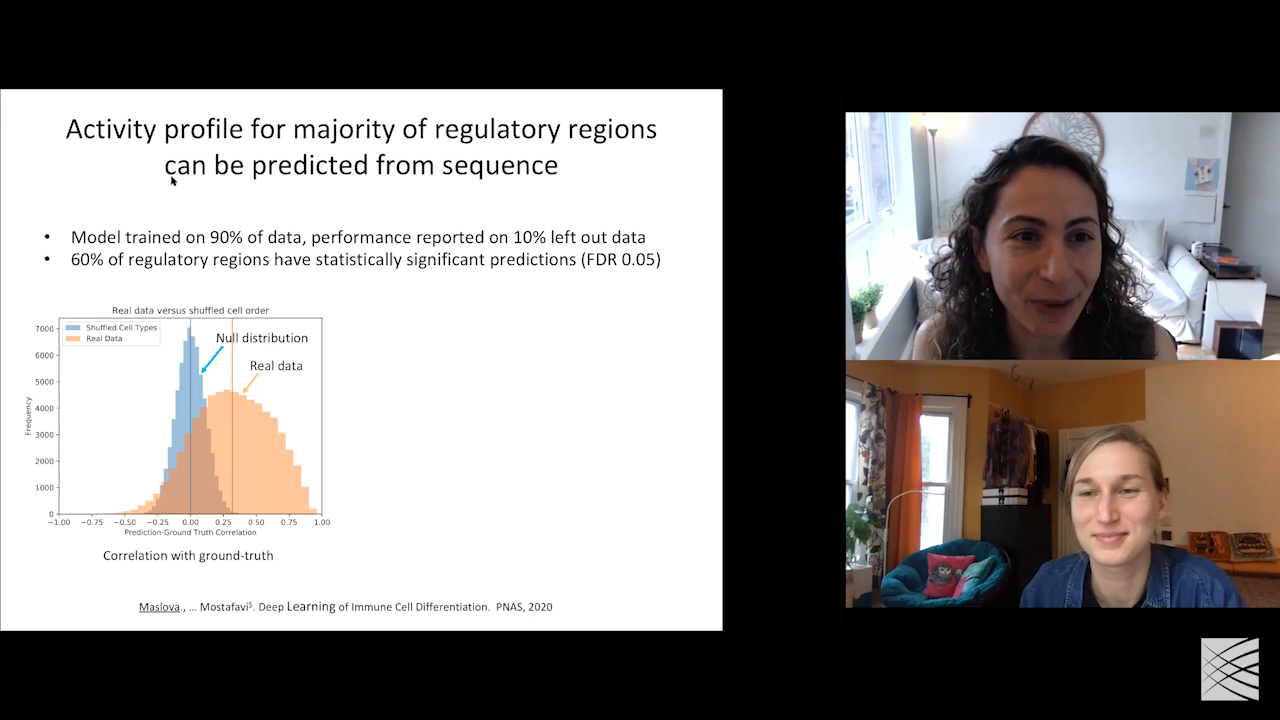 Activity profile for majority of regulatory regions
can be predicted from sequence
• Model trained on 90% of data, performance reported on 10% left out data
• 60% of regulatory regions have statistically significant predictions (FDR 0.05)
Real data versus shuffled cell order
Shuffled Cell Types
Real Data
Null distribution
Real data
Frequency
7000
6000
5000
4000
3000
2000
1000
0
−1.00 −0.75 −0.50 −0.25 0.00 0.25 0.50 0.75 1.00
Prediction-Ground Truth Correlation
Correlation with ground-truth
Maslova., ... Mostafavi$. Deep Learning of Immune Cell Differentiation. PNAS, 2020